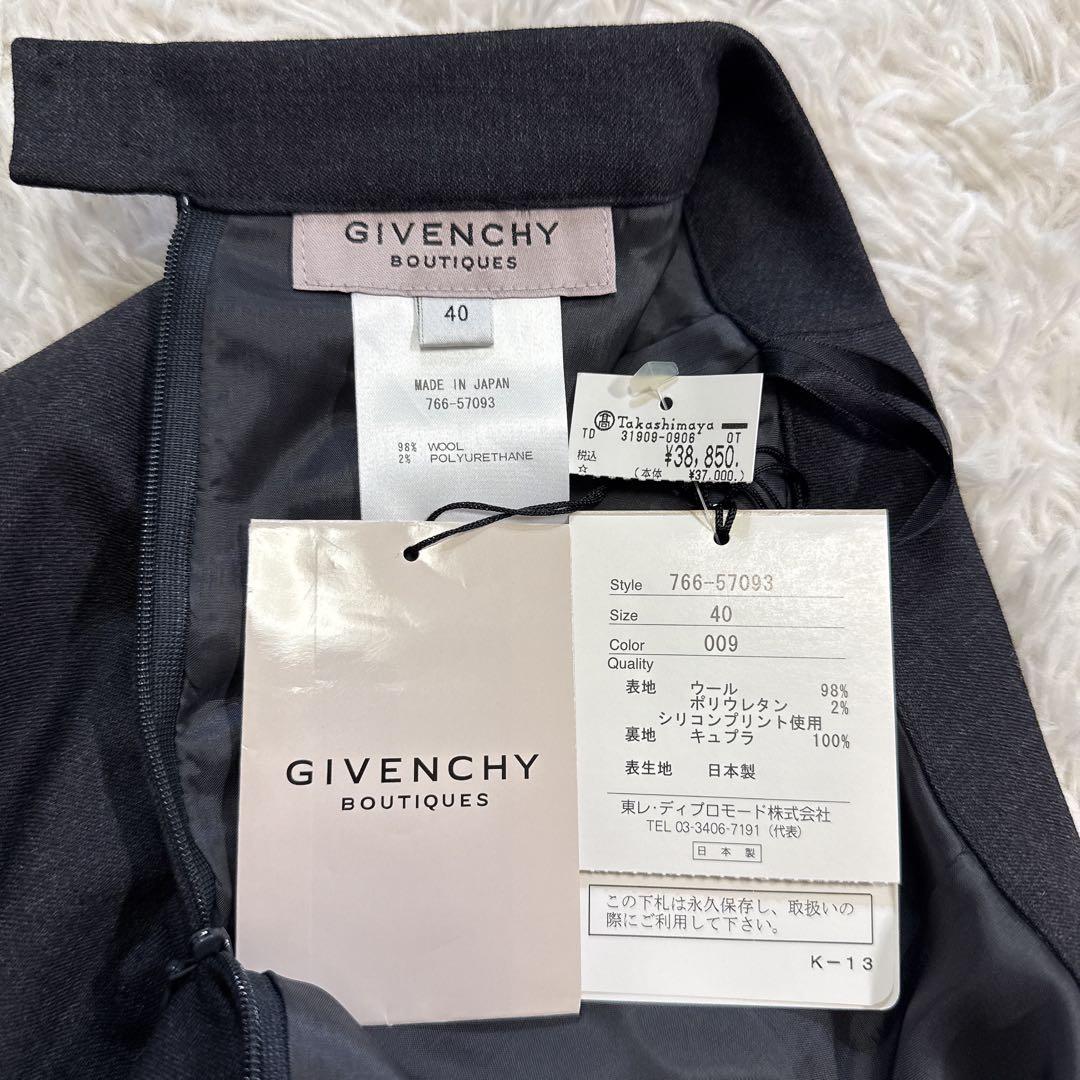 GIVENCHY
BOUTIQUES
40
MADE IN JAPAN
766-57093
98% WOOL
2% POLYURETHANE
髙 Takashimaya
TD 31909-0906 OT
税込 ¥38,850.
☆ (本体 ¥37,000.)
GIVENCHY
BOUTIQUES
Style 766-57093
Size 40
Color 009
Quality
表地 ウール 98%
ポリウレタン 2%
シリコンプリント使用
裏地 キュプラ 100%
表生地 日本製
東レ・ディプロモード株式会社
TEL 03-3406-7191 (代表)
日本製
この下札は永久保存し、取扱いの
際にご利用して下さい。
K-13